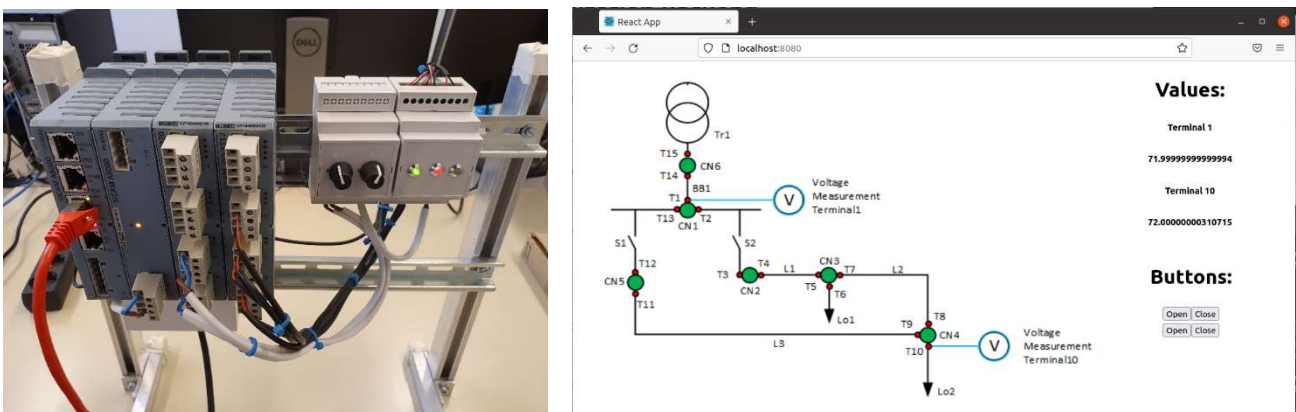 DELL
React App
localhost:8080
Tr1
T15
CN6
T14
BB1
T1
T13
T2
CN1
Voltage
Measurement
Terminal1
V
S1
S2
T12
CN5
T11
T3
T4
CN2
L1
CN3
T7
T5
T6
L2
Lo1
L3
T8
T9
CN4
T10
V
Voltage
Measurement
Terminal10
Lo2
Values:
Terminal 1
71.99999999999994
Terminal 10
72.00000000310715
Buttons:
Open Close
Open Close